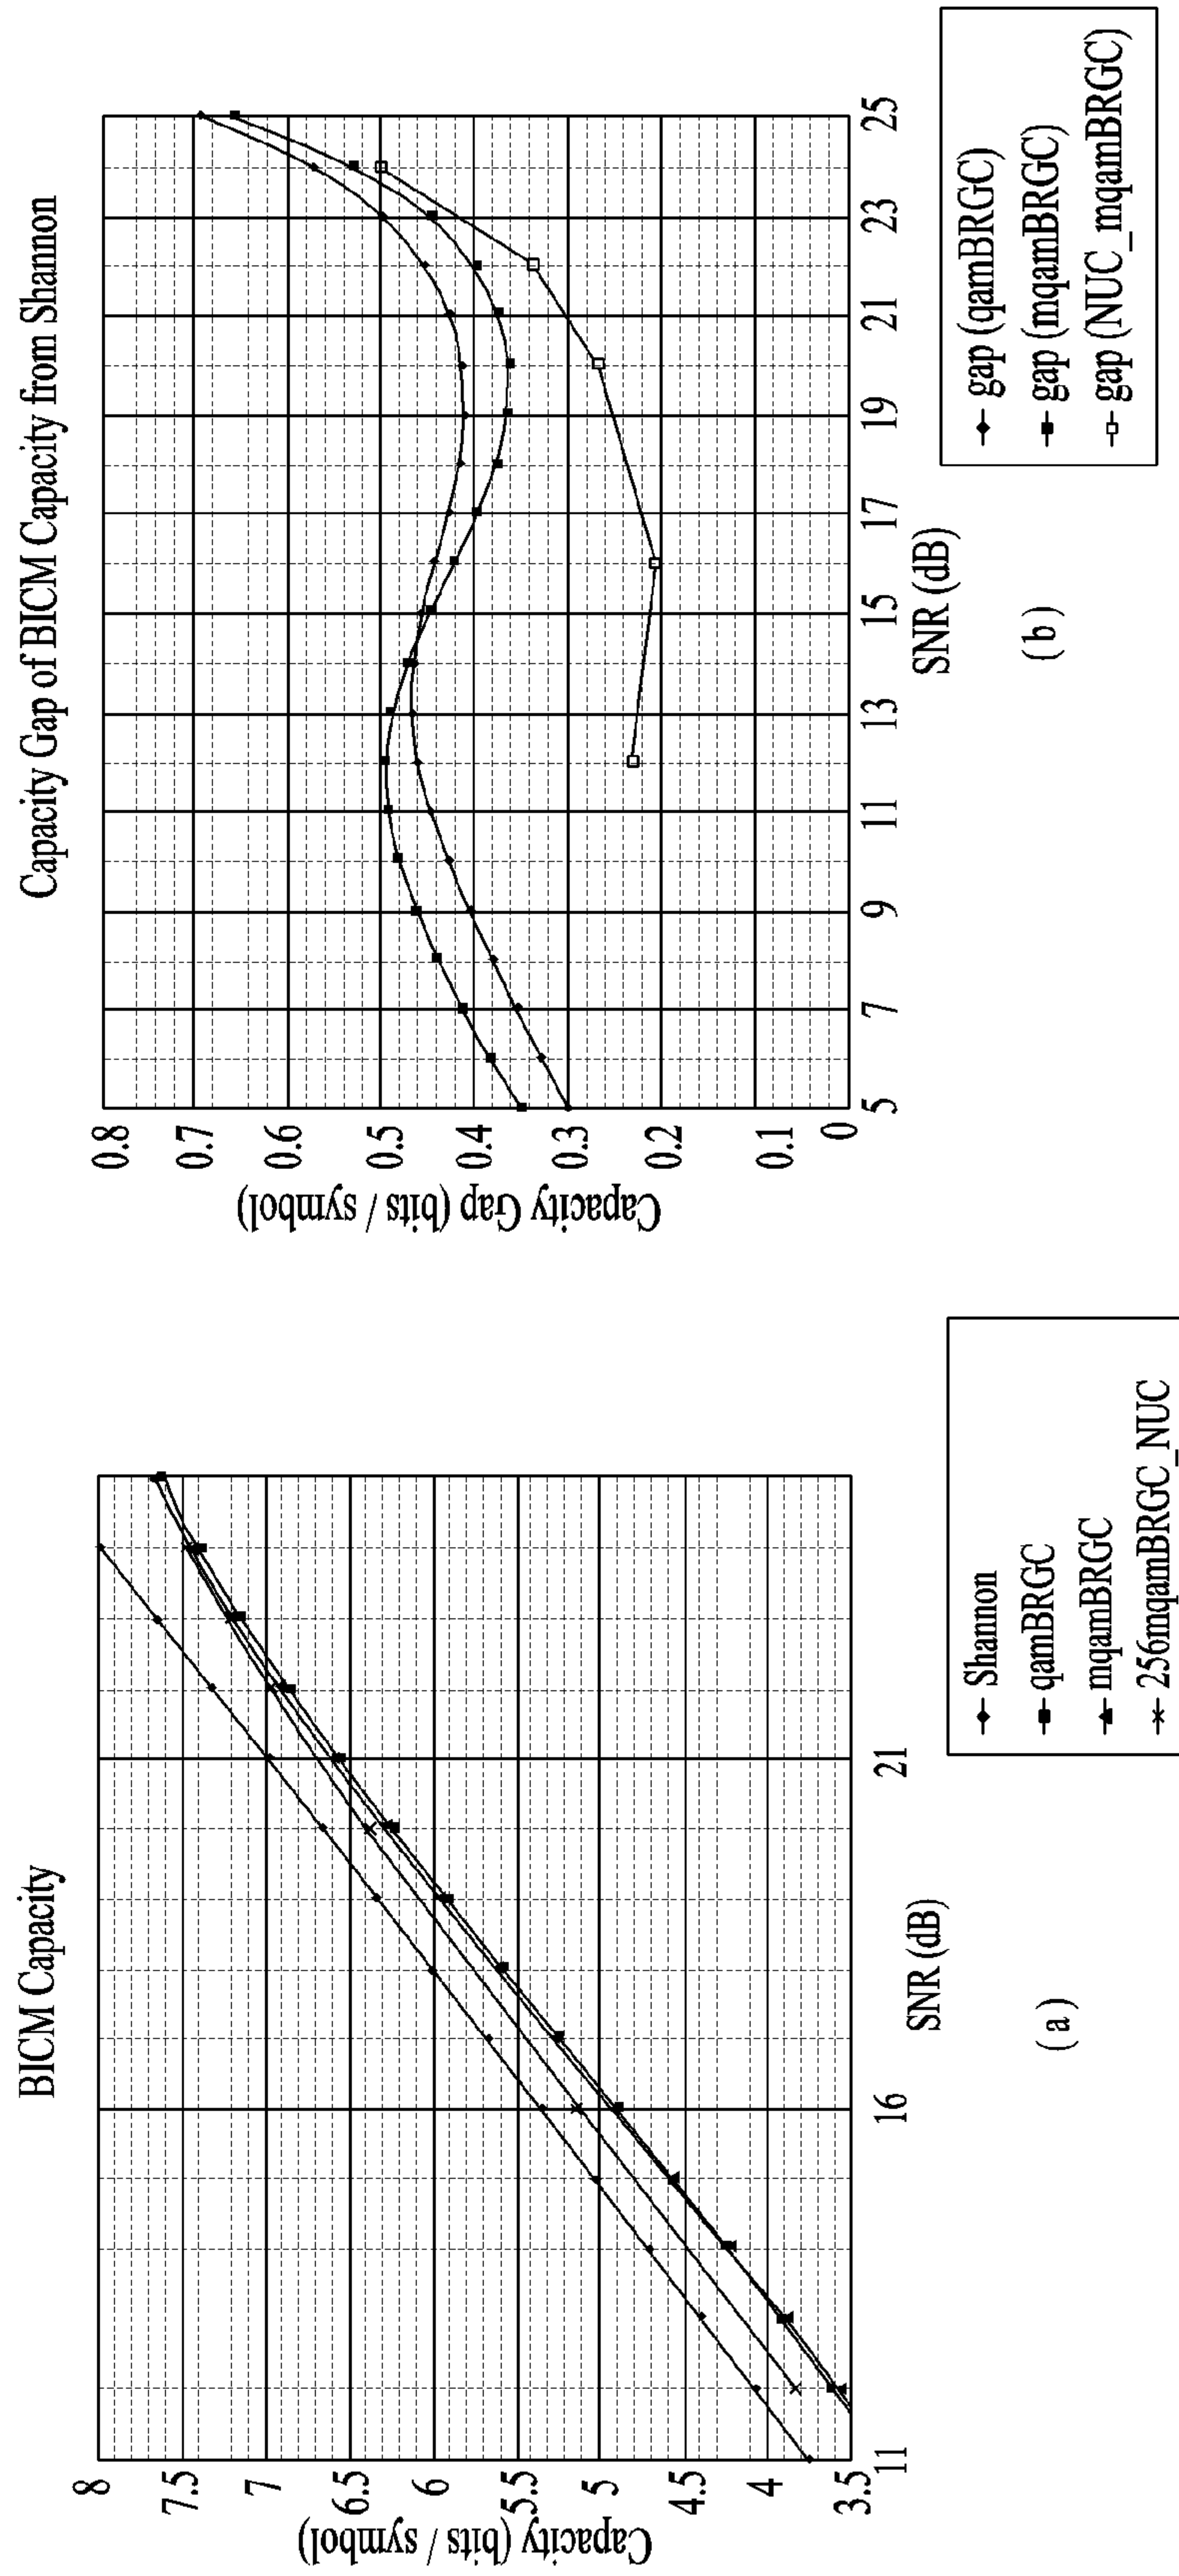 BICM Capacity
Capacity (bits / symbol)
8
7.5
7
6.5
6
5.5
5
4.5
4
3.5
11
16
21
SNR (dB)
Shannon
qamBRGC
mqamBRGC
256mqamBRGC_NUC
(a)
Capacity Gap of BICM Capacity from Shannon
Capacity Gap (bits / symbol)
0.8
0.7
0.6
0.5
0.4
0.3
0.2
0.1
0
5
7
9
11
13
15
17
19
21
23
25
SNR (dB)
gap (qamBRGC)
gap (mqamBRGC)
gap (NUC_mqamBRGC)
(b)